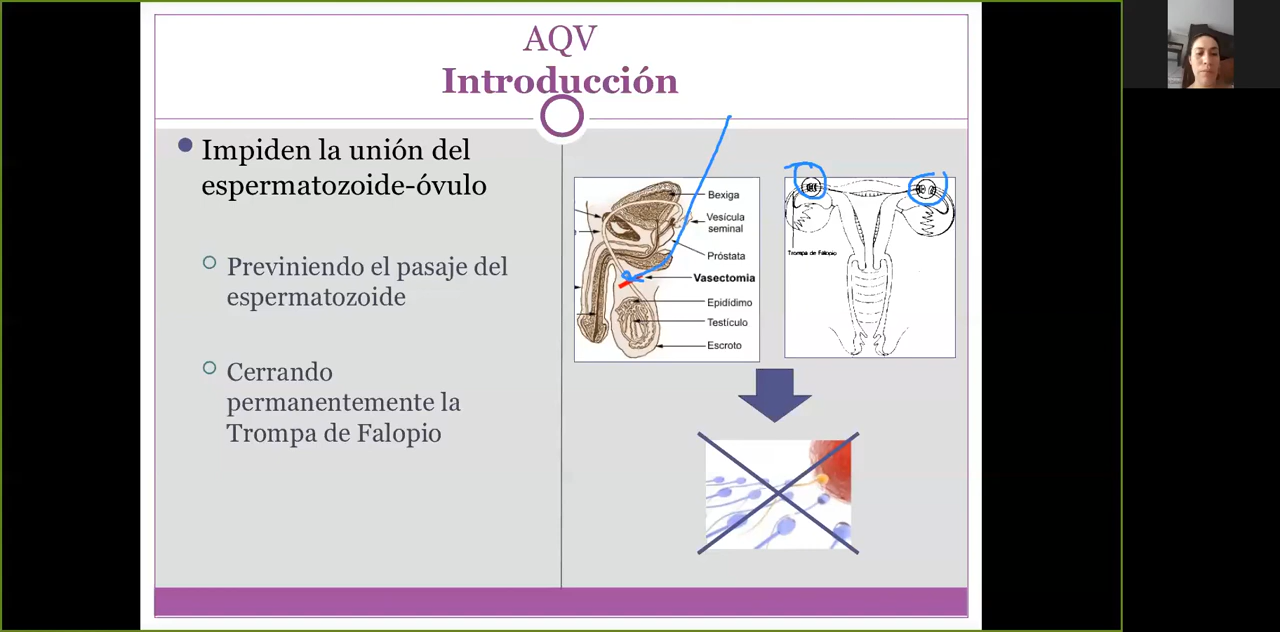 AQV
Introducción
Impiden la unión del
espermatozoide-óvulo
Previniendo el pasaje del
espermatozoide
Cerrando
permanentemente la
Trompa de Falopio
Bexiga
Vesícula
seminal
Próstata
Vasectomia
Epidídimo
Testículo
Escroto
Trompa de Falopio